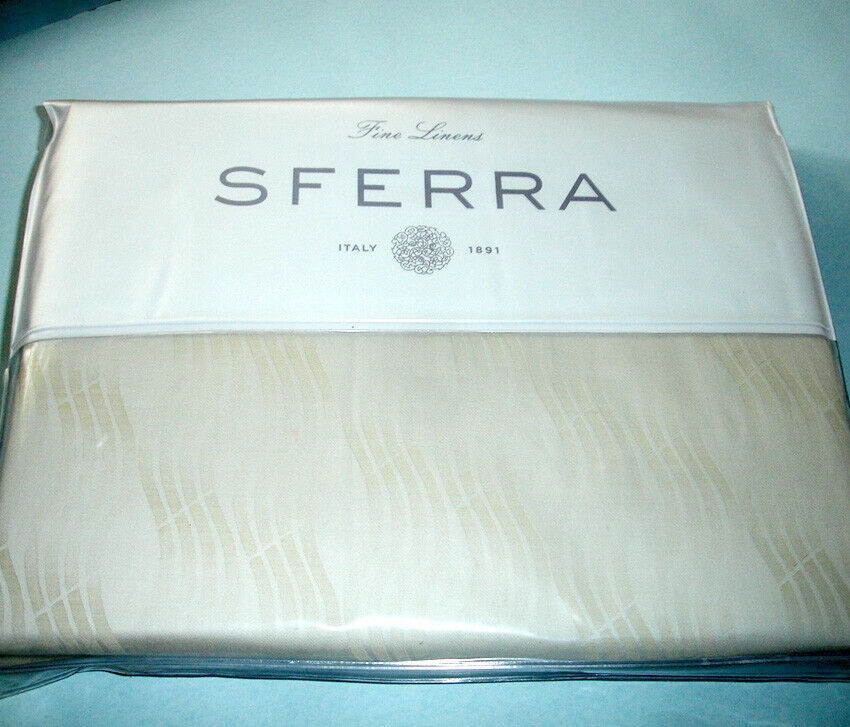 Fine Linens
SFERRA
ITALY 1891